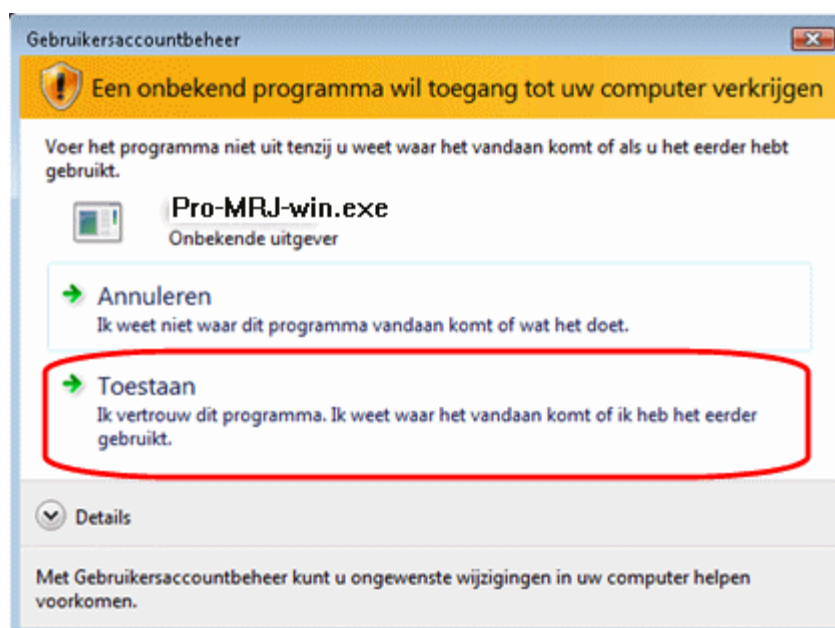 Gebruikersaccountbeheer
Een onbekend programma wil toegang tot uw computer verkrijgen
Voer het programma niet uit tenzij u weet waar het vandaan komt of als u het eerder hebt
gebruikt.
Pro-MRJ-win.exe
Onbekende uitgever
Annuleren
Ik weet niet waar dit programma vandaan komt of wat het doet.
Toestaan
Ik vertrouw dit programma. Ik weet waar het vandaan komt of ik heb het eerder
gebruikt.
Details
Met Gebruikersaccountbeheer kunt u ongewenste wijzigingen in uw computer helpen
voorkomen.